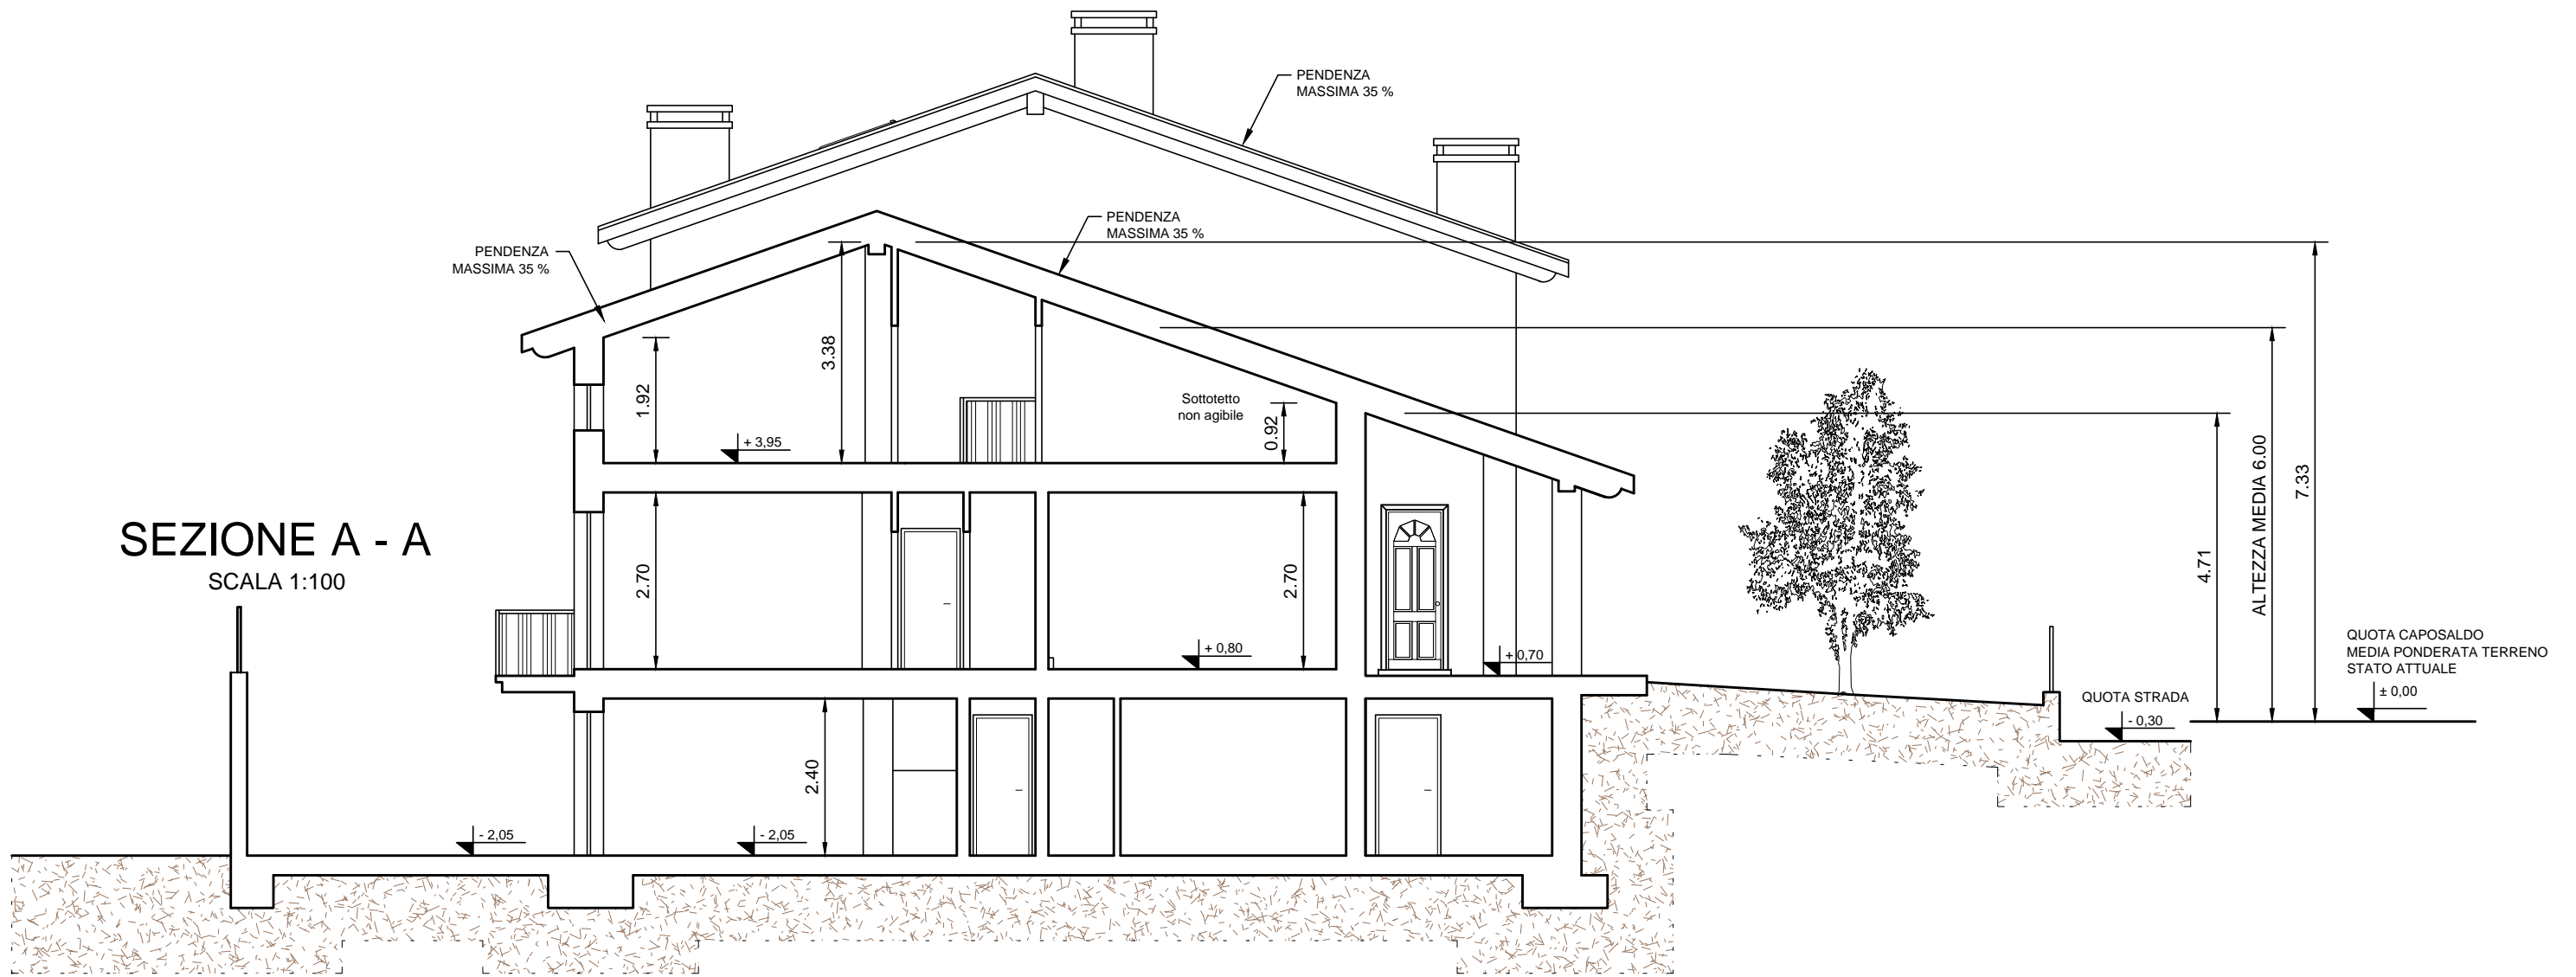 PENDENZA
MASSIMA 35 %
PENDENZA
MASSIMA 35 %
PENDENZA
MASSIMA 35 %
1.92
3.38
Sottotetto
non agibile
0.92
+ 3,95
SEZIONE A - A
SCALA 1:100
2.70
2.70
+ 0,80
+ 0,70
4.71
ALTEZZA MEDIA 6.00
7.33
QUOTA CAPOSALDO
MEDIA PONDERATA TERRENO
STATO ATTUALE
± 0,00
QUOTA STRADA
- 0,30
2.40
- 2,05
- 2,05